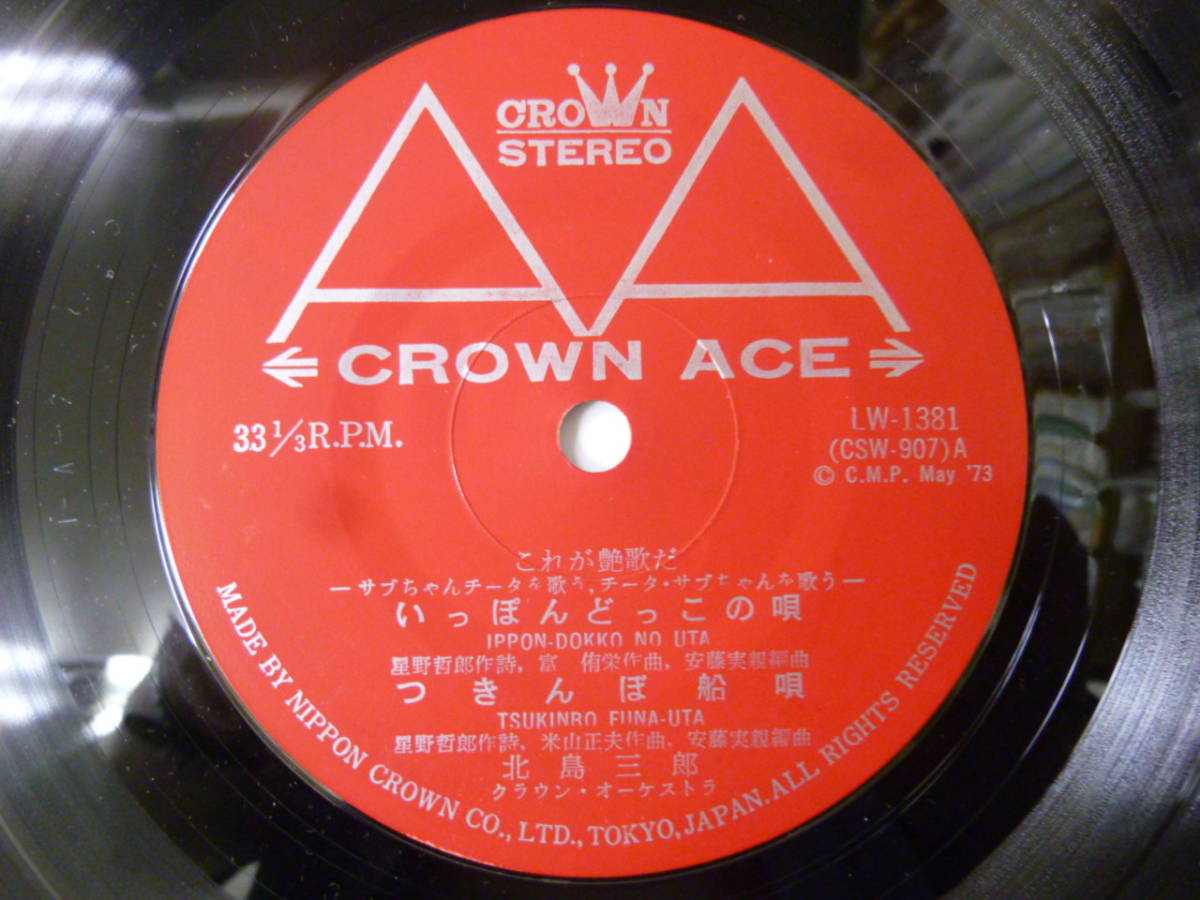 CROWN
STEREO
← CROWN ACE →
33 1/3 R.P.M.
LW-1381
(CSW-907)A
© C.M.P. May '73
これが艶歌だ
—サブちゃんチータを歌う,チータ・サブちゃんを歌う—
いっぽんどっこの唄
IPPON-DOKKO NO UTA
星野哲郎作詩, 富 侑栄作曲, 安藤実親編曲
つきんぼ船唄
TSUKINBO FUNA-UTA
星野哲郎作詩, 米山正夫作曲, 安藤実親編曲
北島三郎
クラウン・オーケストラ
MADE BY NIPPON CROWN CO., LTD., TOKYO, JAPAN. ALL RIGHTS RESERVED